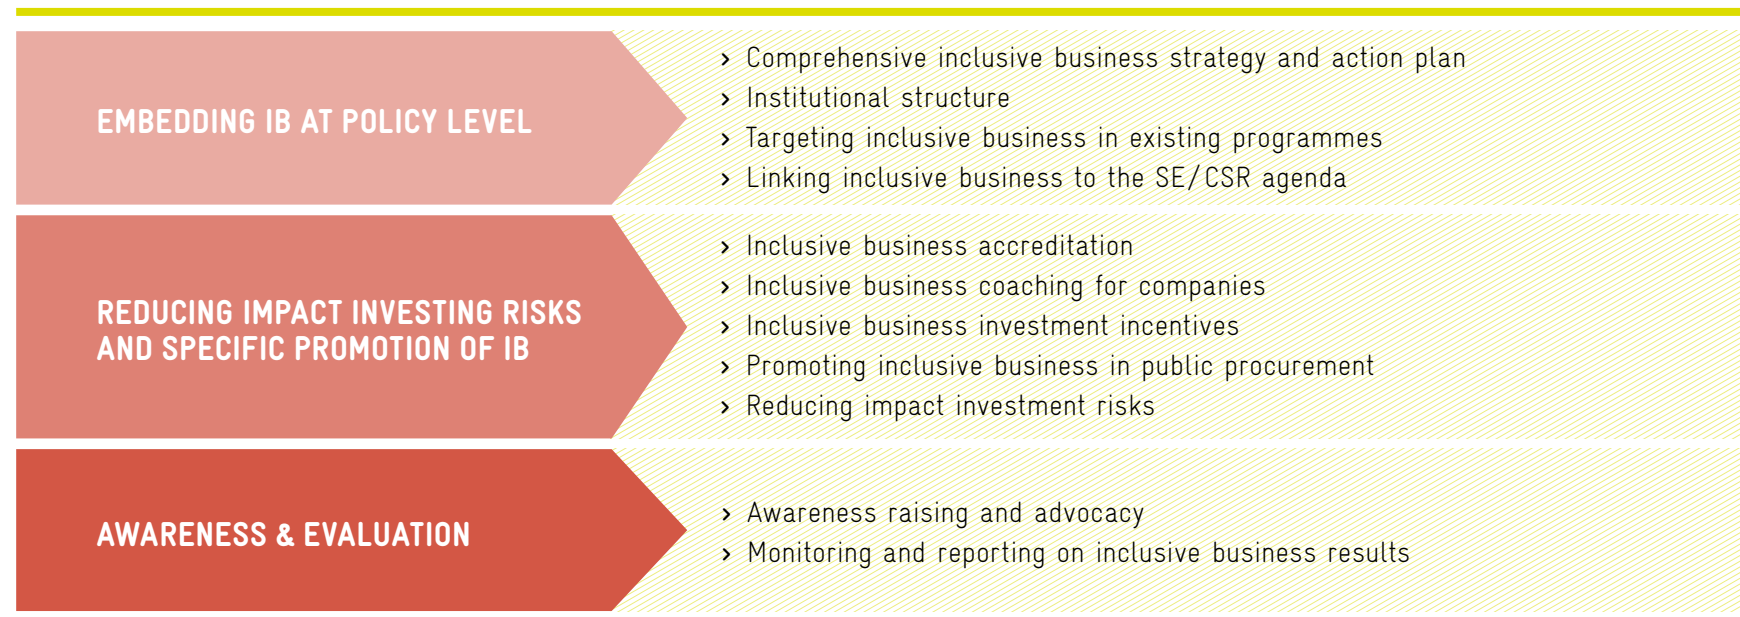 EMBEDDING IB AT POLICY LEVEL
› Comprehensive inclusive business strategy and action plan
› Institutional structure
› Targeting inclusive business in existing programmes
› Linking inclusive business to the SE/CSR agenda
REDUCING IMPACT INVESTING RISKS
AND SPECIFIC PROMOTION OF IB
› Inclusive business accreditation
› Inclusive business coaching for companies
› Inclusive business investment incentives
› Promoting inclusive business in public procurement
› Reducing impact investment risks
AWARENESS & EVALUATION
› Awareness raising and advocacy
› Monitoring and reporting on inclusive business results